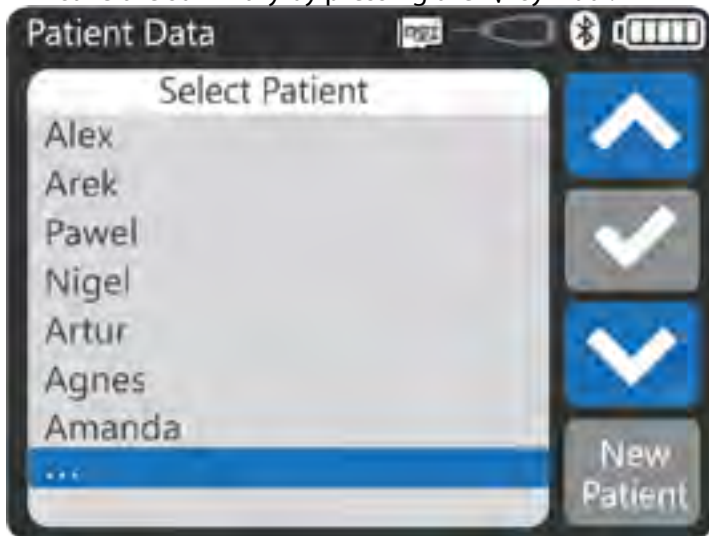 Patient Data
Select Patient
Alex
Arek
Pawel
Nigel
Artur
Agnes
Amanda
...
New
Patient